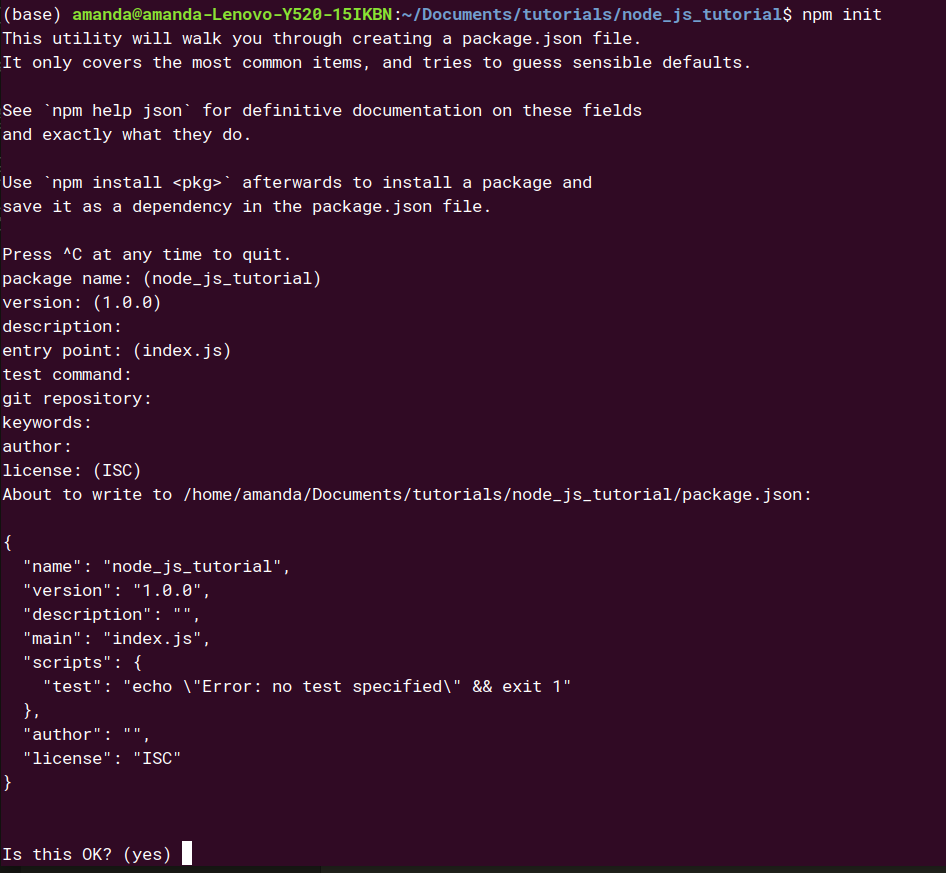 (base) amanda@amanda-Lenovo-Y520-15IKBN:~/Documents/tutorials/node_js_tutorial$ npm init
This utility will walk you through creating a package.json file.
It only covers the most common items, and tries to guess sensible defaults.

See `npm help json` for definitive documentation on these fields
and exactly what they do.

Use `npm install <pkg>` afterwards to install a package and
save it as a dependency in the package.json file.

Press ^C at any time to quit.
package name: (node_js_tutorial)
version: (1.0.0)
description:
entry point: (index.js)
test command:
git repository:
keywords:
author:
license: (ISC)
About to write to /home/amanda/Documents/tutorials/node_js_tutorial/package.json:

{
  "name": "node_js_tutorial",
  "version": "1.0.0",
  "description": "",
  "main": "index.js",
  "scripts": {
    "test": "echo \"Error: no test specified\" && exit 1"
  },
  "author": "",
  "license": "ISC"
}


Is this OK? (yes)